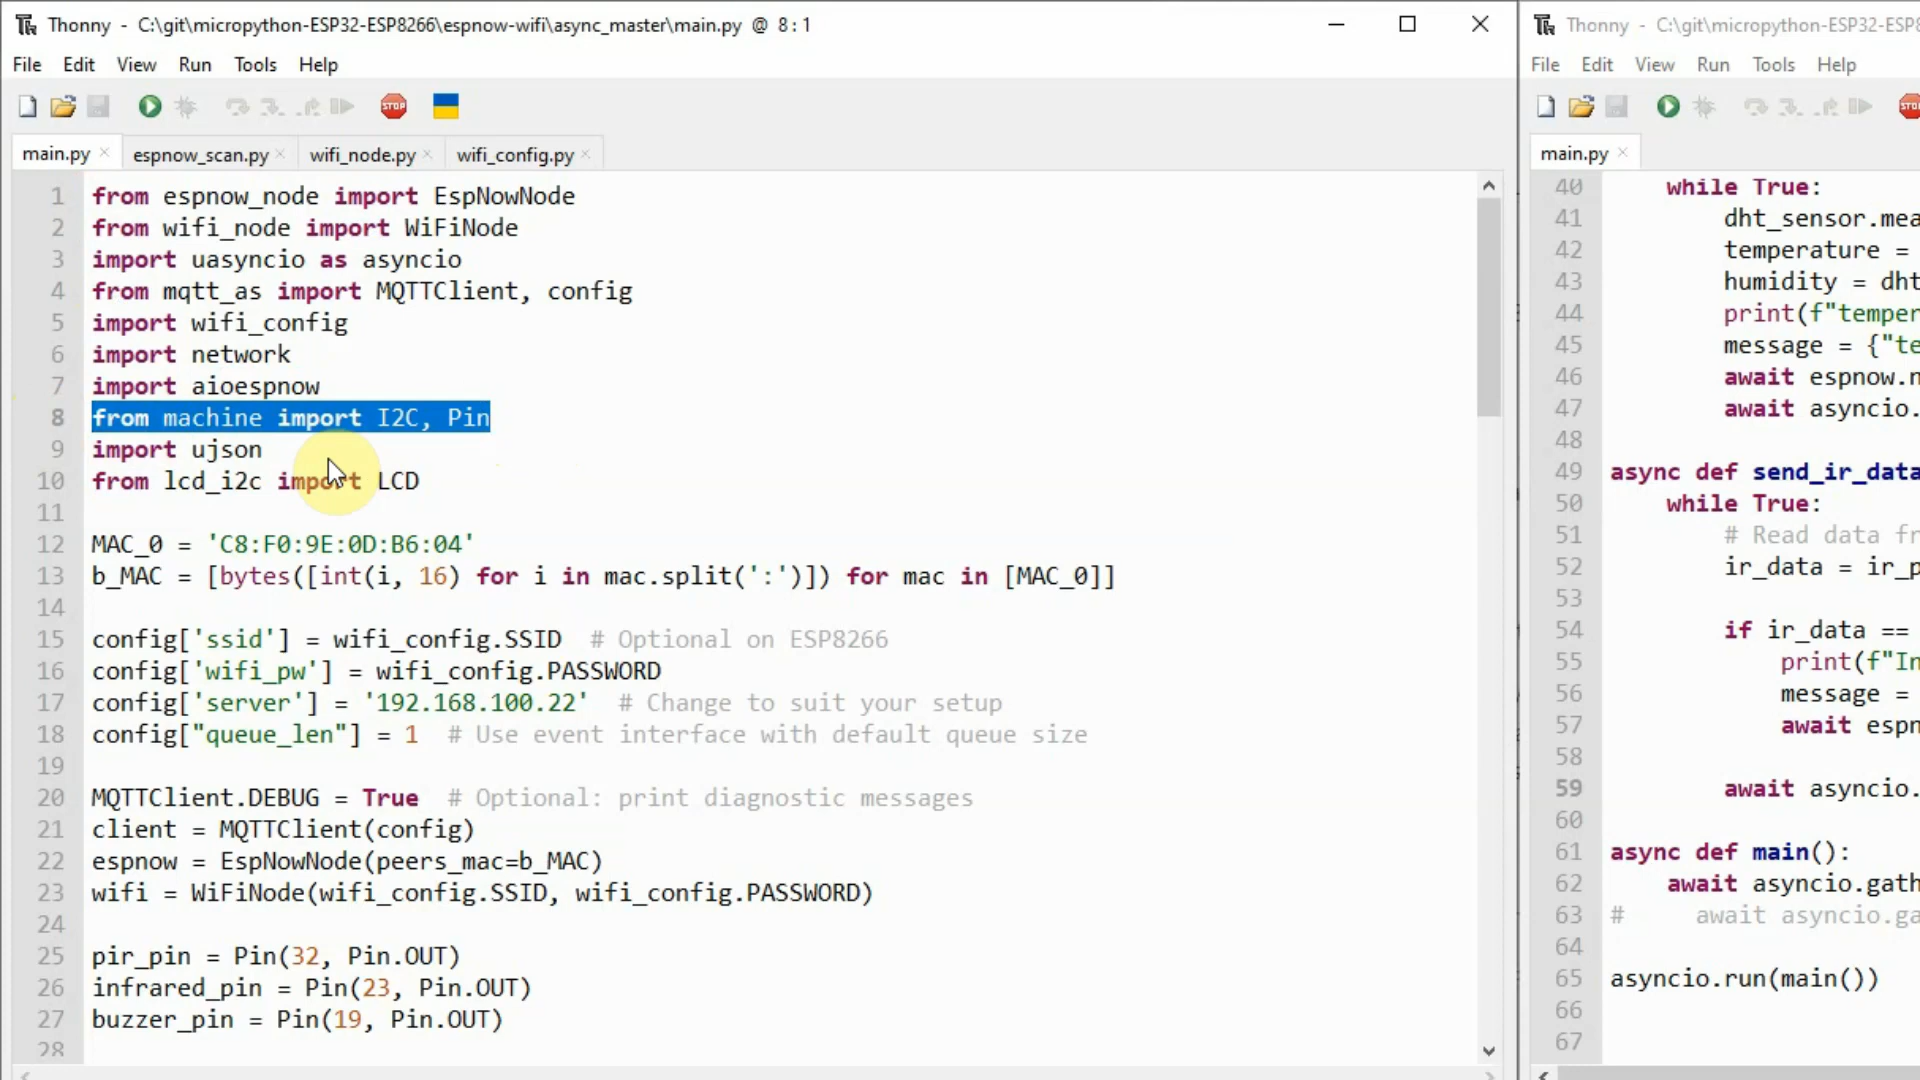 Thonny - C:\git\micropython-ESP32-ESP8266\espnow-wifi\async_master\main.py @ 8:1
File Edit View Run Tools Help
STOP
main.py espnow_scan.py wifi_node.py wifi_config.py
1 from espnow_node import EspNowNode
2 from wifi_node import WiFiNode
3 import uasyncio as asyncio
4 from mqtt_as import MQTTClient, config
5 import wifi_config
6 import network
7 import aioespnow
8 from machine import I2C, Pin
9 import ujson
10 from lcd_i2c import LCD
11
12 MAC_0 = 'C8:F0:9E:0D:B6:04'
13 b_MAC = [bytes([int(i, 16) for i in mac.split(':')]) for mac in [MAC_0]]
14
15 config['ssid'] = wifi_config.SSID # Optional on ESP8266
16 config['wifi_pw'] = wifi_config.PASSWORD
17 config['server'] = '192.168.100.22' # Change to suit your setup
18 config["queue_len"] = 1 # Use event interface with default queue size
19
20 MQTTClient.DEBUG = True # Optional: print diagnostic messages
21 client = MQTTClient(config)
22 espnow = EspNowNode(peers_mac=b_MAC)
23 wifi = WiFiNode(wifi_config.SSID, wifi_config.PASSWORD)
24
25 pir_pin = Pin(32, Pin.OUT)
26 infrared_pin = Pin(23, Pin.OUT)
27 buzzer_pin = Pin(19, Pin.OUT)
28
Thonny - C:\git\micropython-ESP32-ESP8
File Edit View Run Tools Help
main.py
40 while True:
41 dht_sensor.mea
42 temperature =
43 humidity = dht
44 print(f"temper
45 message = {"te
46 await espnow.n
47 await asyncio.
48
49 async def send_ir_data
50 while True:
51 # Read data fr
52 ir_data = ir_p
53
54 if ir_data ==
55 print(f"In
56 message =
57 await espn
58
59 await asyncio.
60
61 async def main():
62 await asyncio.gath
63 # await asyncio.ga
64
65 asyncio.run(main())
66
67